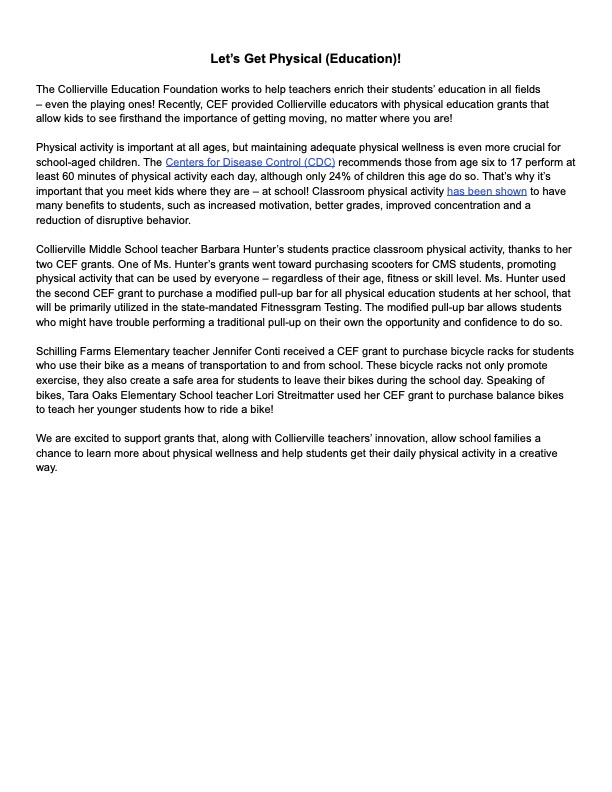 Let’s Get Physical (Education)!
The Collierville Education Foundation works to help teachers enrich their students’ education in all fields
– even the playing ones! Recently, CEF provided Collierville educators with physical education grants that
allow kids to see firsthand the importance of getting moving, no matter where you are!
Physical activity is important at all ages, but maintaining adequate physical wellness is even more crucial for
school-aged children. The Centers for Disease Control (CDC) recommends those from age six to 17 perform at
least 60 minutes of physical activity each day, although only 24% of children this age do so. That’s why it’s
important that you meet kids where they are – at school! Classroom physical activity has been shown to have
many benefits to students, such as increased motivation, better grades, improved concentration and a
reduction of disruptive behavior.
Collierville Middle School teacher Barbara Hunter’s students practice classroom physical activity, thanks to her
two CEF grants. One of Ms. Hunter’s grants went toward purchasing scooters for CMS students, promoting
physical activity that can be used by everyone – regardless of their age, fitness or skill level. Ms. Hunter used
the second CEF grant to purchase a modified pull-up bar for all physical education students at her school, that
will be primarily utilized in the state-mandated Fitnessgram Testing. The modified pull-up bar allows students
who might have trouble performing a traditional pull-up on their own the opportunity and confidence to do so.
Schilling Farms Elementary teacher Jennifer Conti received a CEF grant to purchase bicycle racks for students
who use their bike as a means of transportation to and from school. These bicycle racks not only promote
exercise, they also create a safe area for students to leave their bikes during the school day. Speaking of
bikes, Tara Oaks Elementary School teacher Lori Streitmatter used her CEF grant to purchase balance bikes
to teach her younger students how to ride a bike!
We are excited to support grants that, along with Collierville teachers’ innovation, allow school families a
chance to learn more about physical wellness and help students get their daily physical activity in a creative
way.